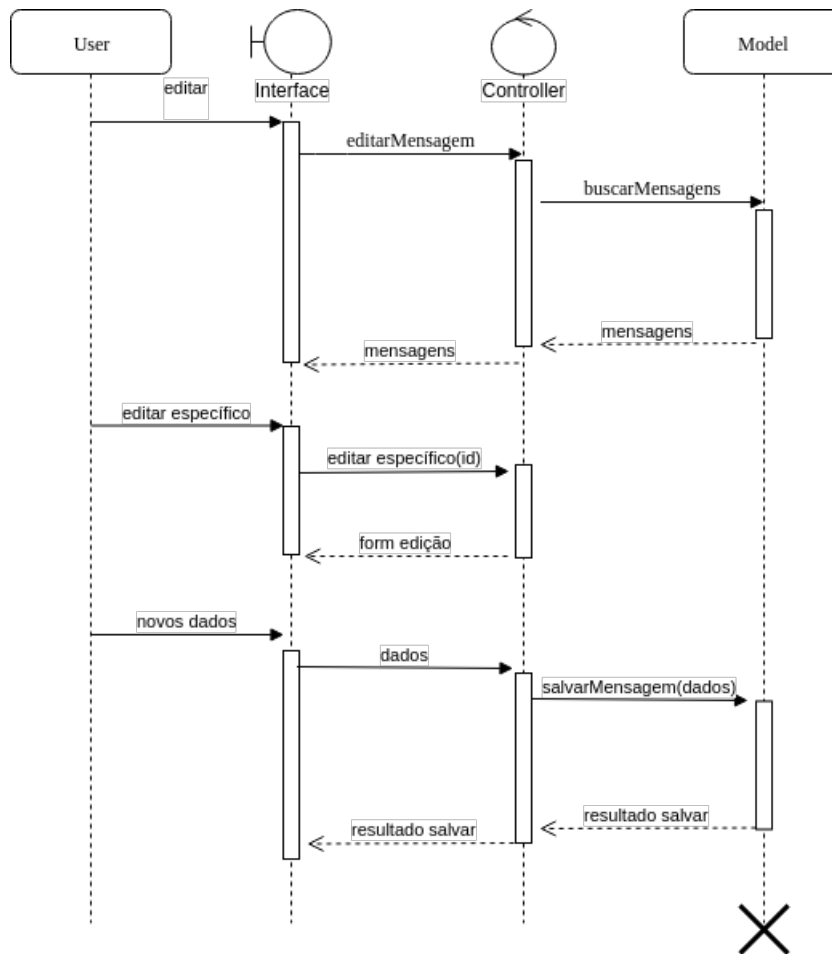 User
Model
Interface
Controller
editar
editarMensagem
buscarMensagens
mensagens
mensagens
editar específico
editar específico(id)
form edição
novos dados
dados
salvarMensagem(dados)
resultado salvar
resultado salvar